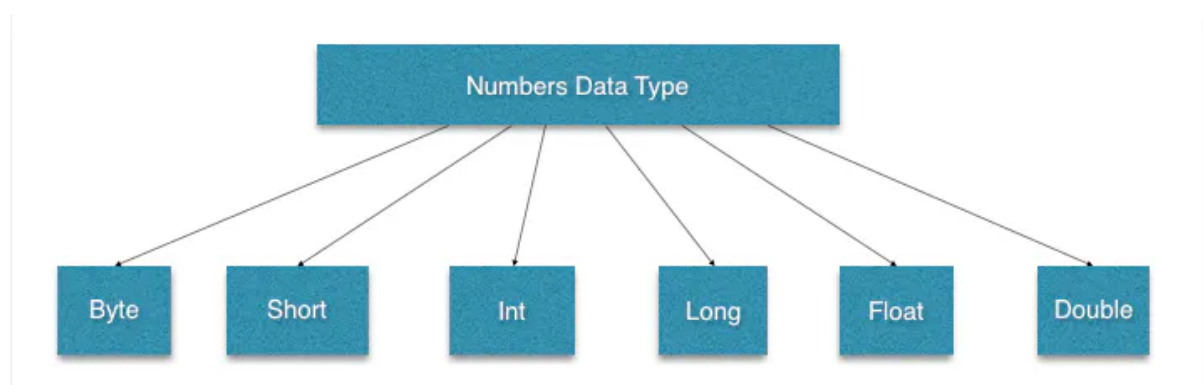 Numbers Data Type
Byte
Short
Int
Long
Float
Double